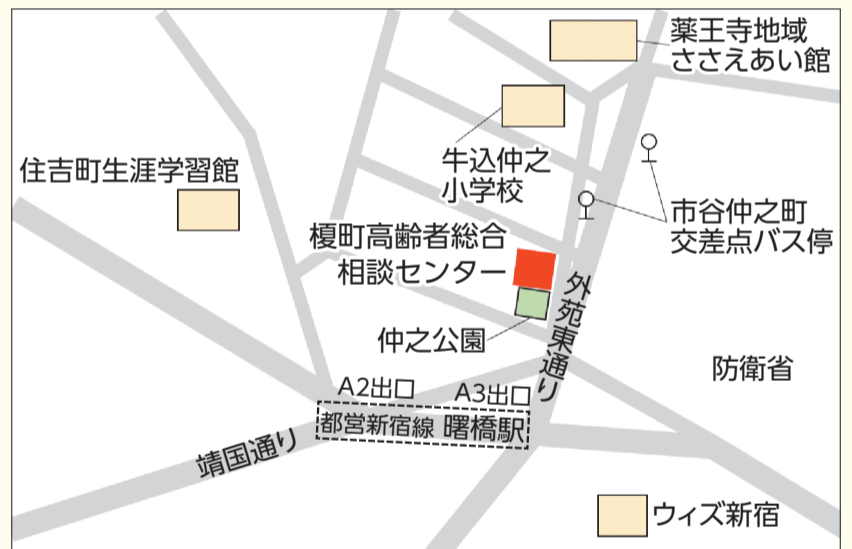 薬王寺地域
ささえあい館
牛込仲之
小学校
住吉町生涯学習館
市谷仲之町
交差点バス停
榎町高齢者総合
相談センター
外苑東通り
仲之公園
防衛省
A2出口
A3出口
都営新宿線 曙橋駅
靖国通り
ウィズ新宿